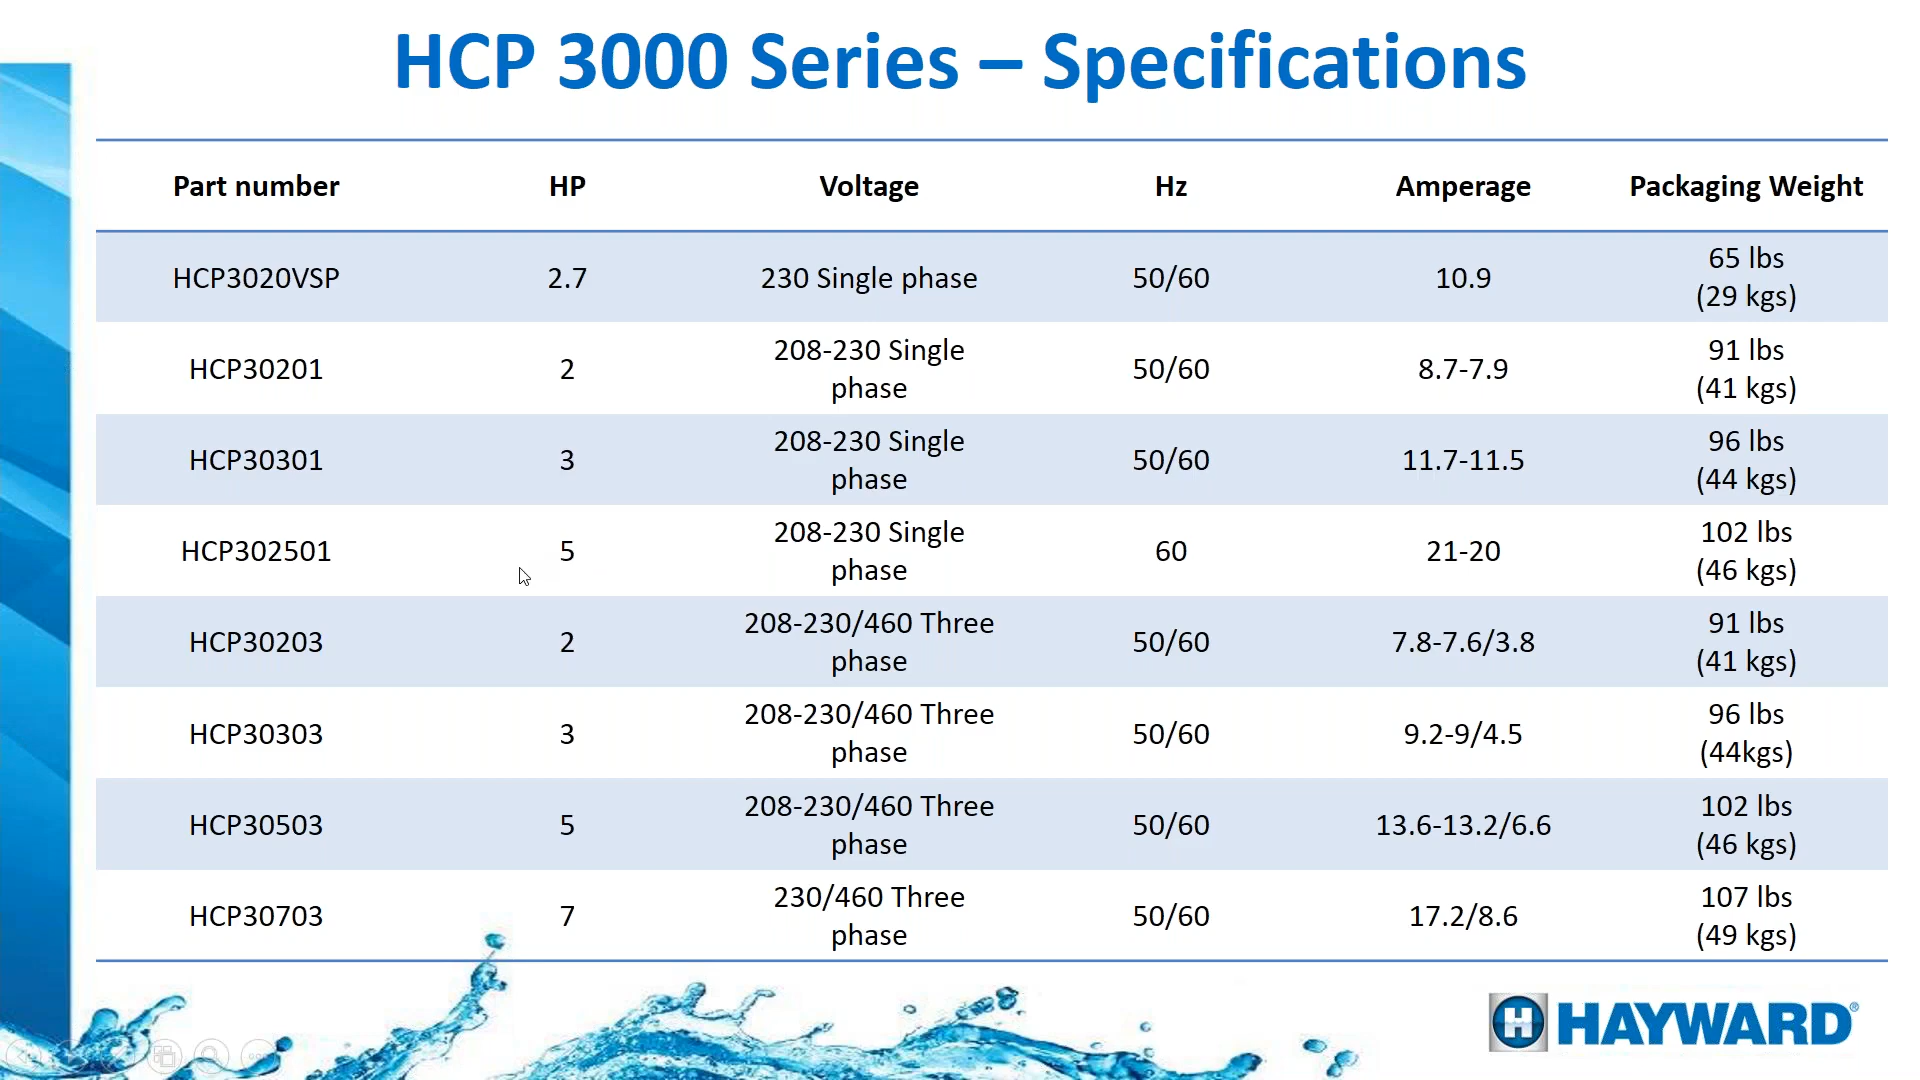 HCP 3000 Series – Specifications
Part number HP Voltage Hz Amperage Packaging Weight
HCP3020VSP 2.7 230 Single phase 50/60 10.9 65 lbs
(29 kgs)
HCP30201 2 208-230 Single
phase 50/60 8.7-7.9 91 lbs
(41 kgs)
HCP30301 3 208-230 Single
phase 50/60 11.7-11.5 96 lbs
(44 kgs)
HCP302501 5 208-230 Single
phase 60 21-20 102 lbs
(46 kgs)
HCP30203 2 208-230/460 Three
phase 50/60 7.8-7.6/3.8 91 lbs
(41 kgs)
HCP30303 3 208-230/460 Three
phase 50/60 9.2-9/4.5 96 lbs
(44kgs)
HCP30503 5 208-230/460 Three
phase 50/60 13.6-13.2/6.6 102 lbs
(46 kgs)
HCP30703 7 230/460 Three
phase 50/60 17.2/8.6 107 lbs
(49 kgs)
H HAYWARD®